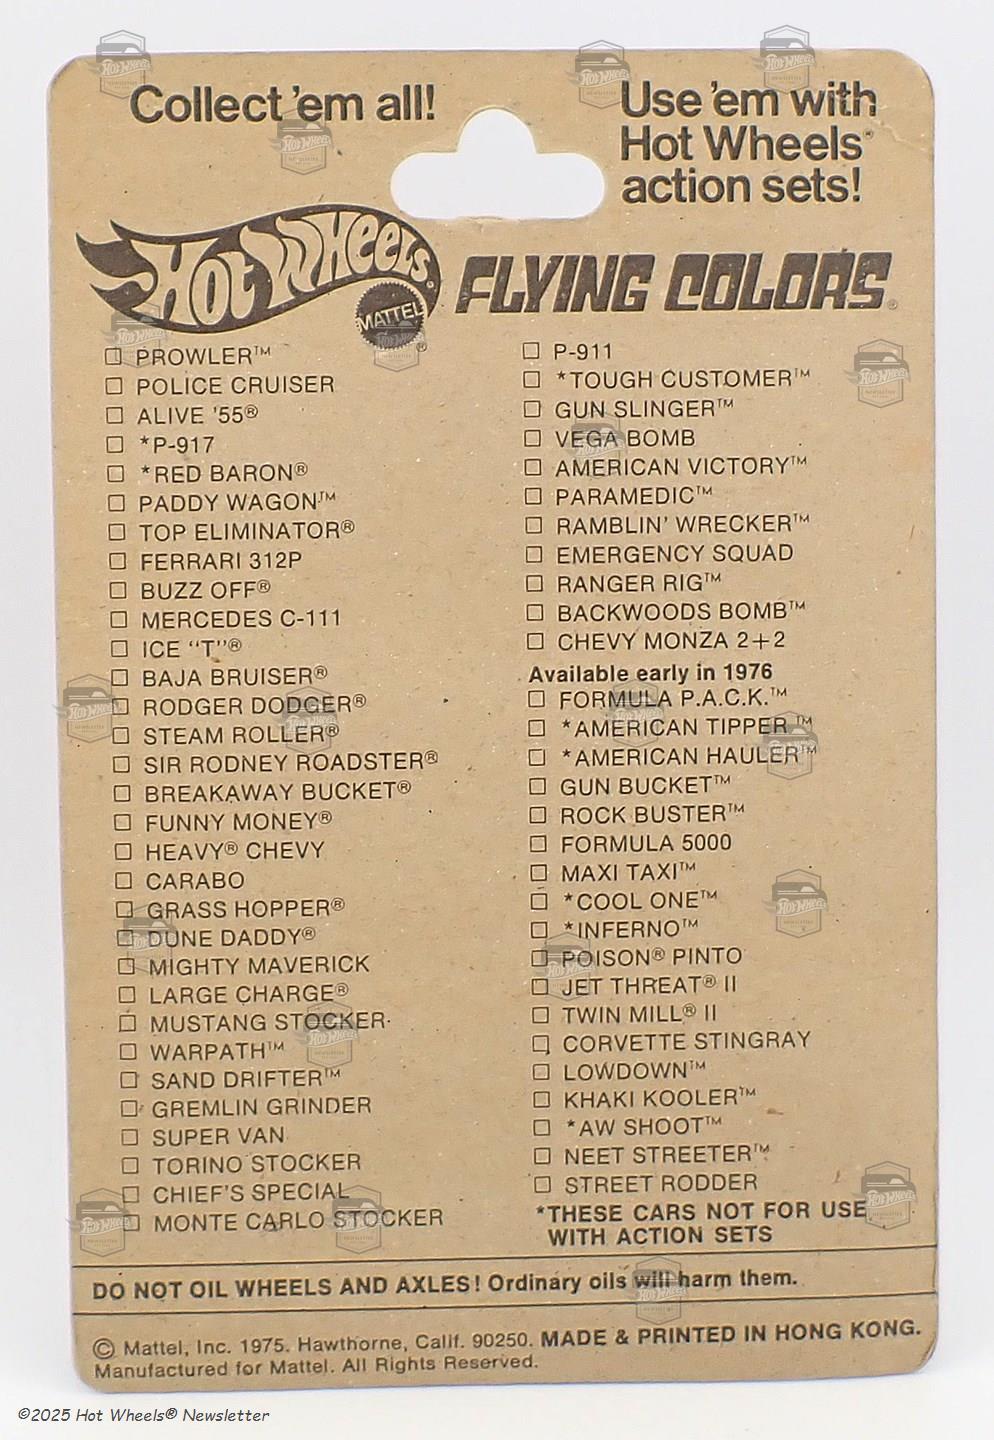 Collect 'em all!
Use 'em with
Hot Wheels®
action sets!
Hot Wheels®
MATTEL®
FLYING COLORS®
☐ PROWLER™
☐ POLICE CRUISER
☐ ALIVE '55®
☐ *P-917
☐ *RED BARON®
☐ PADDY WAGON™
☐ TOP ELIMINATOR®
☐ FERRARI 312P
☐ BUZZ OFF®
☐ MERCEDES C-111
☐ ICE "T"®
☐ BAJA BRUISER®
☐ RODGER DODGER®
☐ STEAM ROLLER®
☐ SIR RODNEY ROADSTER®
☐ BREAKAWAY BUCKET®
☐ FUNNY MONEY®
☐ HEAVY® CHEVY
☐ CARABO
☐ GRASS HOPPER®
☐ DUNE DADDY®
☐ MIGHTY MAVERICK
☐ LARGE CHARGE®
☐ MUSTANG STOCKER
☐ WARPATH™
☐ SAND DRIFTER™
☐ GREMLIN GRINDER
☐ SUPER VAN
☐ TORINO STOCKER
☐ CHIEF'S SPECIAL
☐ MONTE CARLO STOCKER
☐ P-911
☐ *TOUGH CUSTOMER™
☐ GUN SLINGER™
☐ VEGA BOMB
☐ AMERICAN VICTORY™
☐ PARAMEDIC™
☐ RAMBLIN' WRECKER™
☐ EMERGENCY SQUAD
☐ RANGER RIG™
☐ BACKWOODS BOMB™
☐ CHEVY MONZA 2+2
Available early in 1976
☐ FORMULA P.A.C.K.™
☐ *AMERICAN TIPPER™
☐ *AMERICAN HAULER™
☐ GUN BUCKET™
☐ ROCK BUSTER™
☐ FORMULA 5000
☐ MAXI TAXI™
☐ *COOL ONE™
☐ *INFERNO™
☐ POISON® PINTO
☐ JET THREAT® II
☐ TWIN MILL® II
☐ CORVETTE STINGRAY
☐ LOWDOWN™
☐ KHAKI KOOLER™
☐ *AW SHOOT™
☐ NEET STREETER™
☐ STREET RODDER
*THESE CARS NOT FOR USE
WITH ACTION SETS
DO NOT OIL WHEELS AND AXLES! Ordinary oils will harm them.
© Mattel, Inc. 1975. Hawthorne, Calif. 90250. MADE & PRINTED IN HONG KONG.
Manufactured for Mattel. All Rights Reserved.
©2025 Hot Wheels® Newsletter